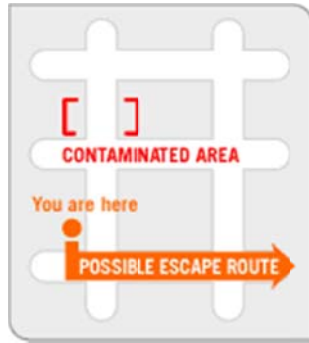 [ ]
CONTAMINATED AREA
You are here
POSSIBLE ESCAPE ROUTE